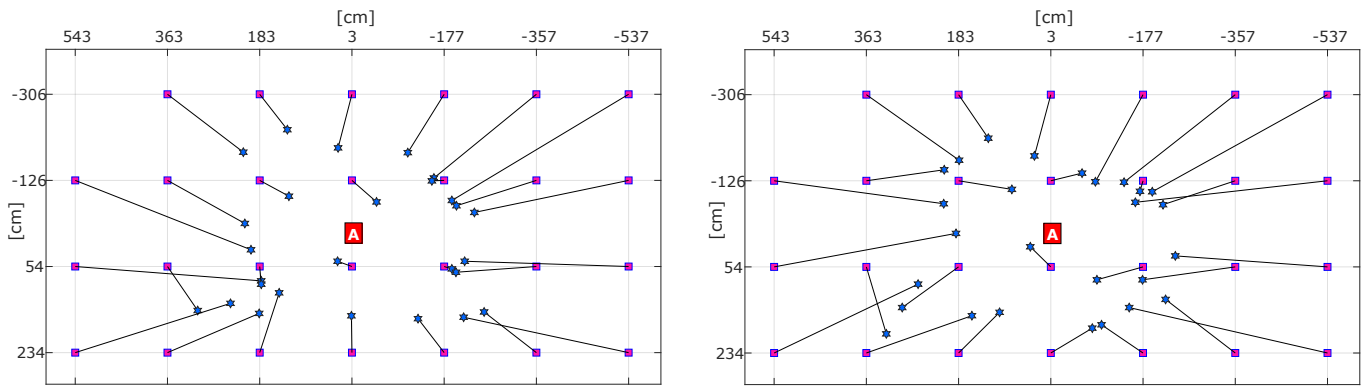 [cm] [cm]
543 363 183 3 -177 -357 -537 543 363 183 3 -177 -357 -537
-306 -306
-126 -126
[cm] A [cm] A
54 54
234 234